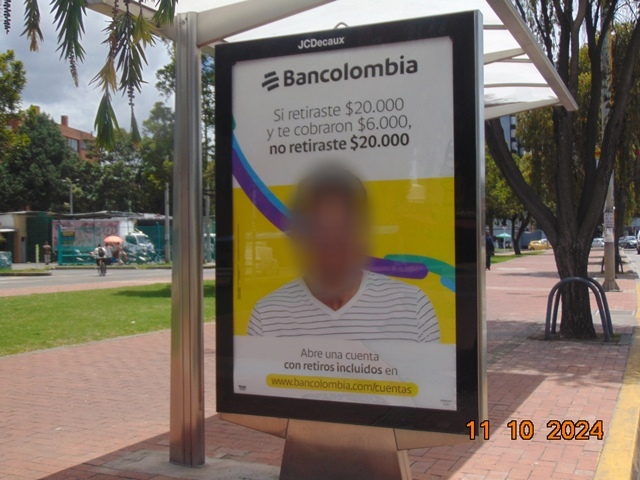 JCDecaux
Bancolombia
Si retiraste $20.000
y te cobraron $6.000,
no retiraste $20.000
Abre una cuenta
con retiros incluidos en
www.bancolombia.com/cuentas
11 10 2024